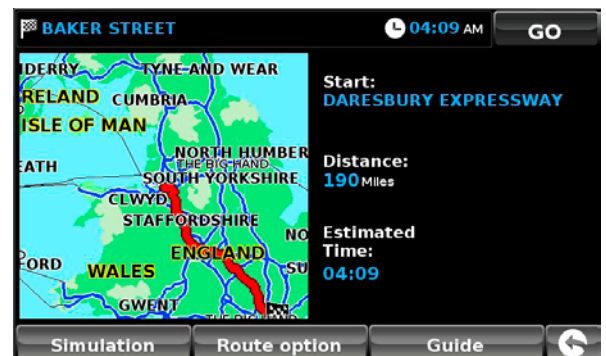 BAKER STREET
04:09 AM
GO
DERRY
TYNE AND WEAR
RELAND
CUMBRIA
ISLE OF MAN
NORTH HUMBER
THE BIG HAND
EATH
SOUTH YORKSHIRE
CLWYD
STAFFORDSHIRE
NO
ENGLAND
FORD
WALES
SU
GWENT
Start:
DARESBURY EXPRESSWAY
Distance:
190 Miles
Estimated
Time:
04:09
Simulation
Route option
Guide